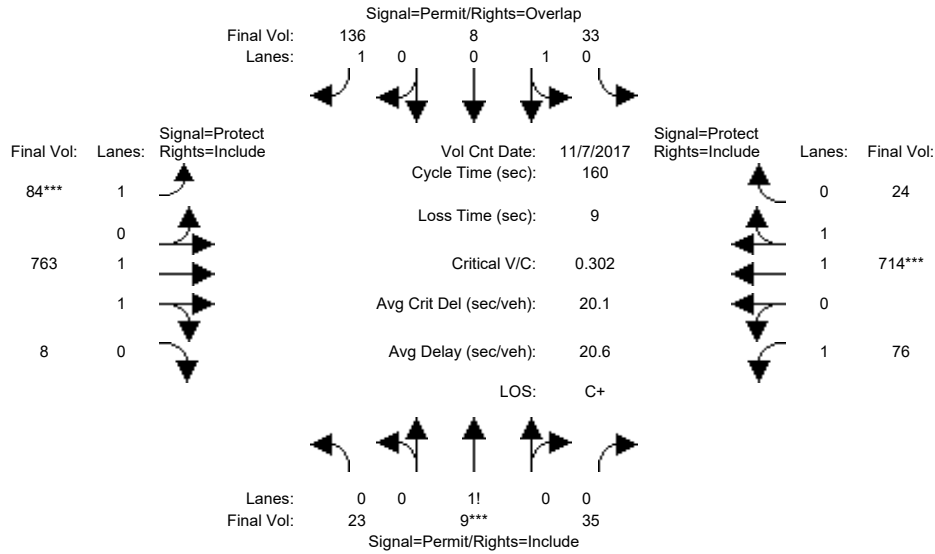 Signal=Permit/Rights=Overlap
Final Vol: 136 8 33
Lanes: 1 0 0 1 0
Signal=Protect
Final Vol: Lanes: Rights=Include
Vol Cnt Date: 11/7/2017
Signal=Protect
Rights=Include Lanes: Final Vol:
Cycle Time (sec): 160
84*** 1
0 24
Loss Time (sec): 9
0
1
763 1
Critical V/C: 0.302
1 714***
1
Avg Crit Del (sec/veh): 20.1
0
8 0
Avg Delay (sec/veh): 20.6
1 76
LOS: C+
Lanes: 0 0 1! 0 0
Final Vol: 23 9*** 35
Signal=Permit/Rights=Include